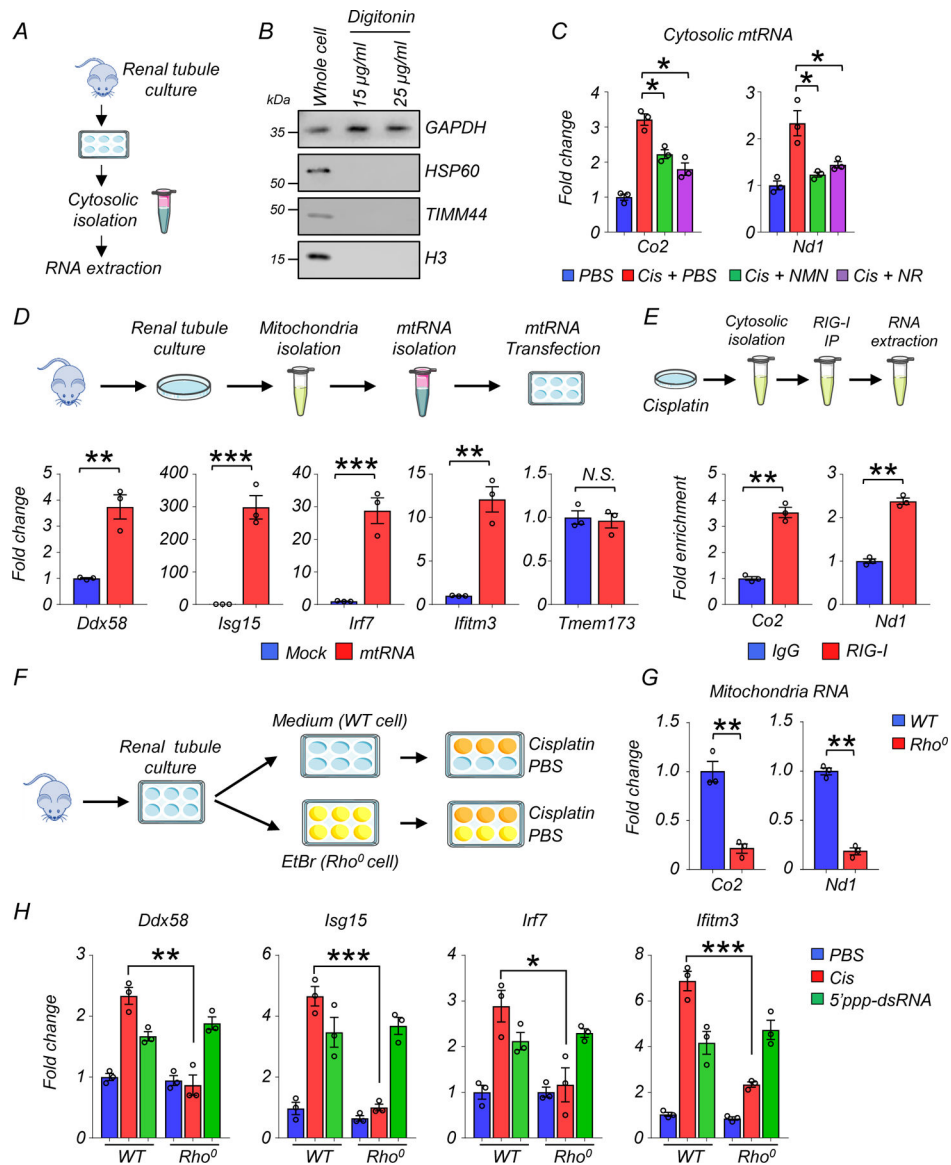 A
Renal tubule
culture
Cytosolic
isolation
RNA extraction
B
Digitonin
Whole cell
15 µg/ml
25 µg/ml
kDa
35
GAPDH
50
HSP60
50
TIMM44
15
H3
C
Cytosolic mtRNA
Fold change
4
3
2
1
0
*
*
Co2
4
3
2
1
0
*
*
Nd1
PBS Cis + PBS Cis + NMN Cis + NR
D
Renal tubule
culture
Mitochondria
isolation
mtRNA
isolation
mtRNA
Transfection
Fold change
5
4
3
2
1
0
**
Ddx58
400
300
200
100
0
***
Isg15
40
30
20
10
0
***
Irf7
15
10
5
0
**
Ifitm3
1.5
1.0
0.5
0
N.S.
Tmem173
Mock mtRNA
E
Cytosolic
isolation
RIG-I
IP
RNA
extraction
Cisplatin
Fold enrichment
5
4
3
2
1
0
**
Co2
3
2
1
0
**
Nd1
IgG RIG-I
F
Renal tubule
culture
Medium (WT cell)
Cisplatin
PBS
EtBr (Rho⁰ cell)
Cisplatin
PBS
G
Mitochondria RNA
Fold change
1.5
1.0
0.5
0
**
Co2
1.5
1.0
0.5
0
**
Nd1
WT
Rho⁰
H
Fold change
Ddx58
3
2
1
0
**
WT Rho⁰
Isg15
6
4
2
0
***
WT Rho⁰
Irf7
4
3
2
1
0
*
WT Rho⁰
Ifitm3
8
6
4
2
0
***
WT Rho⁰
PBS
Cis
5'ppp-dsRNA